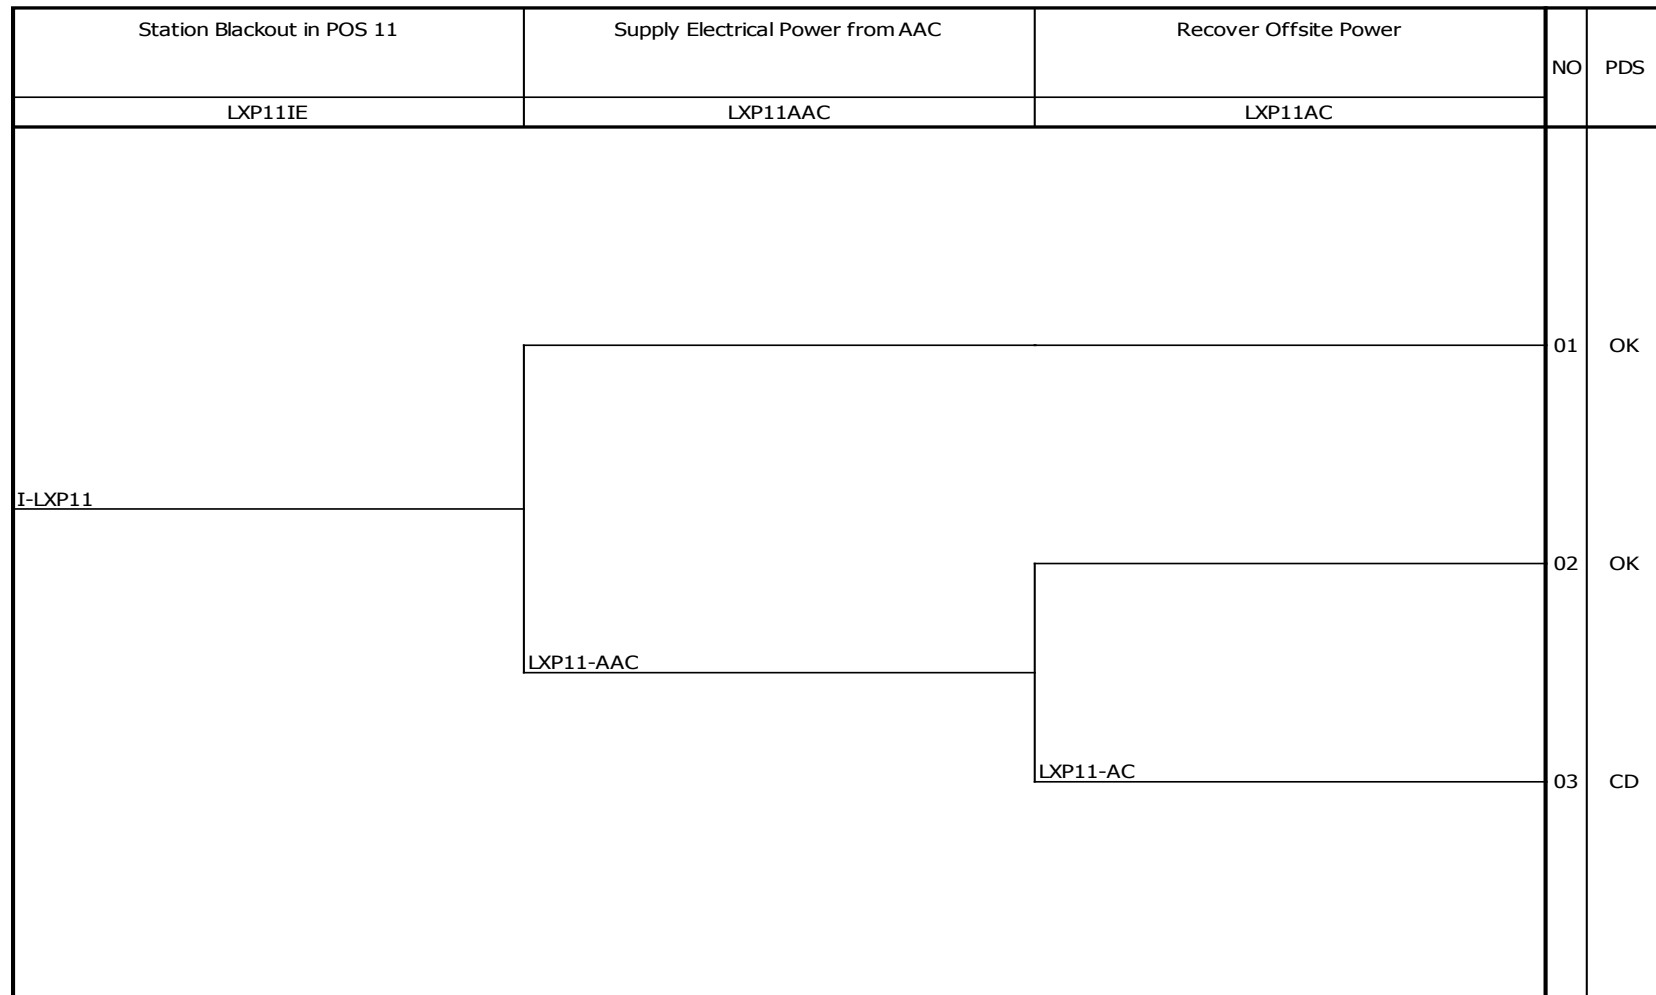 Station Blackout in POS 11
Supply Electrical Power from AAC
Recover Offsite Power
NO
PDS
LXP11IE
LXP11AAC
LXP11AC
01
OK
I-LXP11
02
OK
LXP11-AAC
LXP11-AC
03
CD